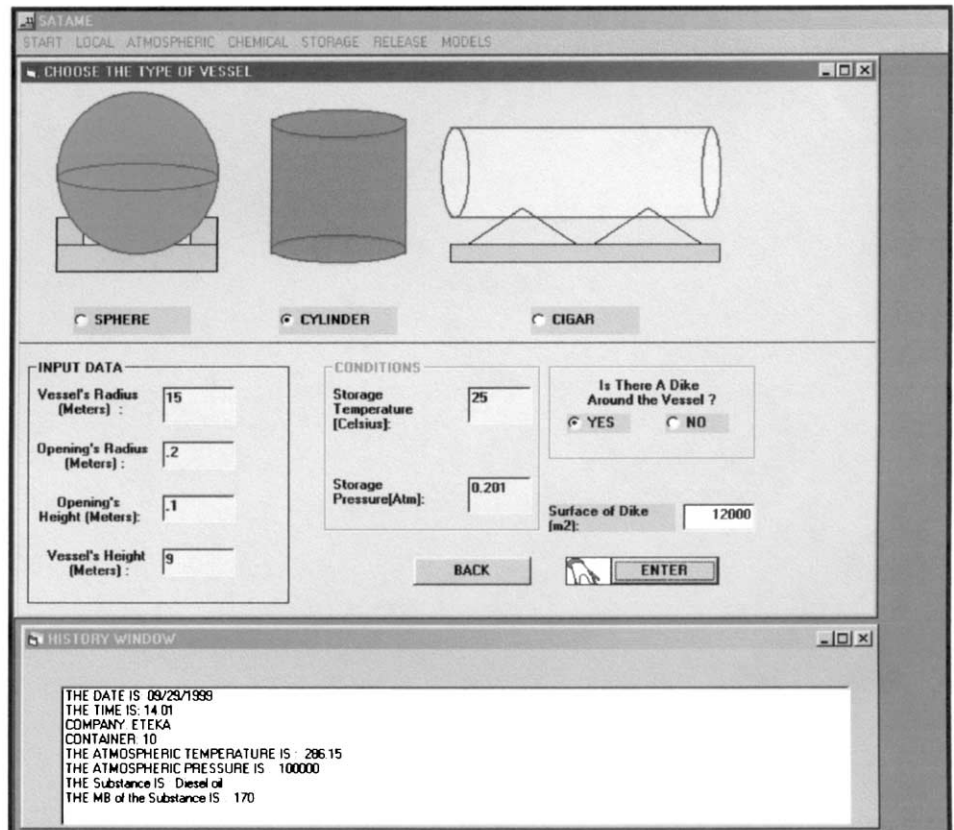 SATAME
START LOCAL ATMOSPHERIC CHEMICAL STORAGE RELEASE MODELS
CHOOSE THE TYPE OF VESSEL
SPHERE
CYLINDER
CIGAR
INPUT DATA
Vessel's Radius
(Meters) :
15
Opening's Radius
(Meters) :
.2
Opening's
Height (Meters):
.1
Vessel's Height
(Meters) :
9
CONDITIONS
Storage
Temperature
[Celsius]:
25
Storage
Pressure[Atm]:
0.201
Is There A Dike
Around the Vessel ?
YES
NO
Surface of Dike
[m2]:
12000
BACK
ENTER
HISTORY WINDOW
THE DATE IS 09/29/1999
THE TIME IS: 14:01
COMPANY: ETEKA
CONTAINER: 10
THE ATMOSPHERIC TEMPERATURE IS : 286.15
THE ATMOSPHERIC PRESSURE IS 100000
THE Substance IS Diesel oil
THE MB of the Substance IS 170